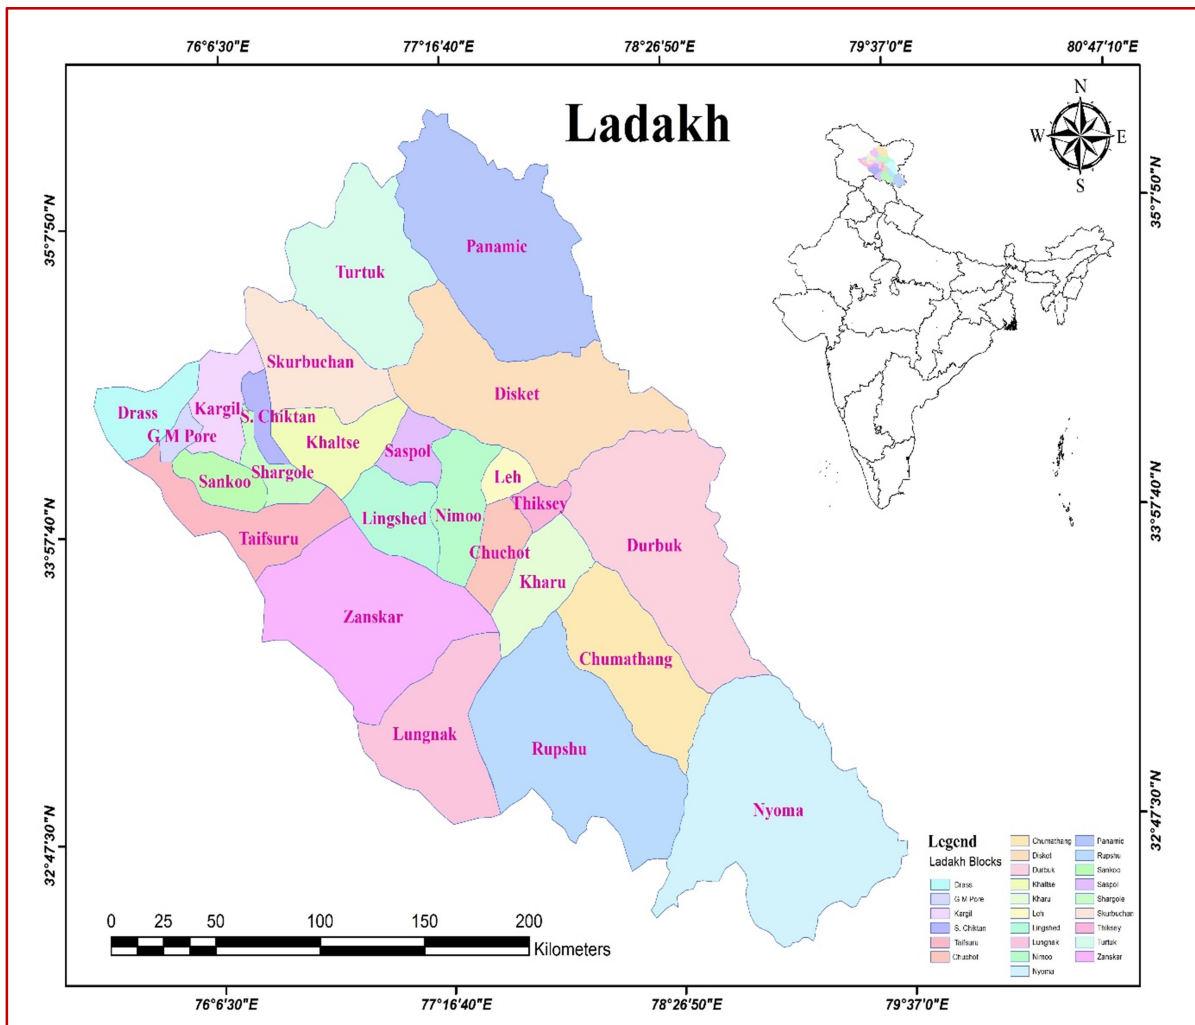 76°6'30"E 77°16'40"E 78°26'50"E 79°37'0"E 80°47'10"E
Ladakh
N
W E
S
35°7'50"N
35°7'50"N
Panamic
Turtuk
Skurbuchan
Disket
Drass
Kargil
S. Chiktan
G M Pore
Khaltse
Saspol
Shargole
Sankoo
Leh
Thiksey
33°57'40"N
33°57'40"N
Lingshed
Nimoo
Taifsuru
Chuchot
Durbuk
Kharu
Zanskar
Chumathang
Lungnak
Rupshu
Nyoma
32°47'30"N
32°47'30"N
Legend
Ladakh Blocks
Drass
G M Pore
Kargil
S. Chiktan
Taifsuru
Chuhot
Chumathang
Disket
Durbuk
Khaltse
Kharu
Leh
Lingshed
Lungnak
Nimoo
Nyoma
Panamic
Rupshu
Sankoo
Saspol
Shargole
Skurbuchan
Thiksey
Turtuk
Zanskar
0 25 50 100 150 200
Kilometers
76°6'30"E 77°16'40"E 78°26'50"E 79°37'0"E